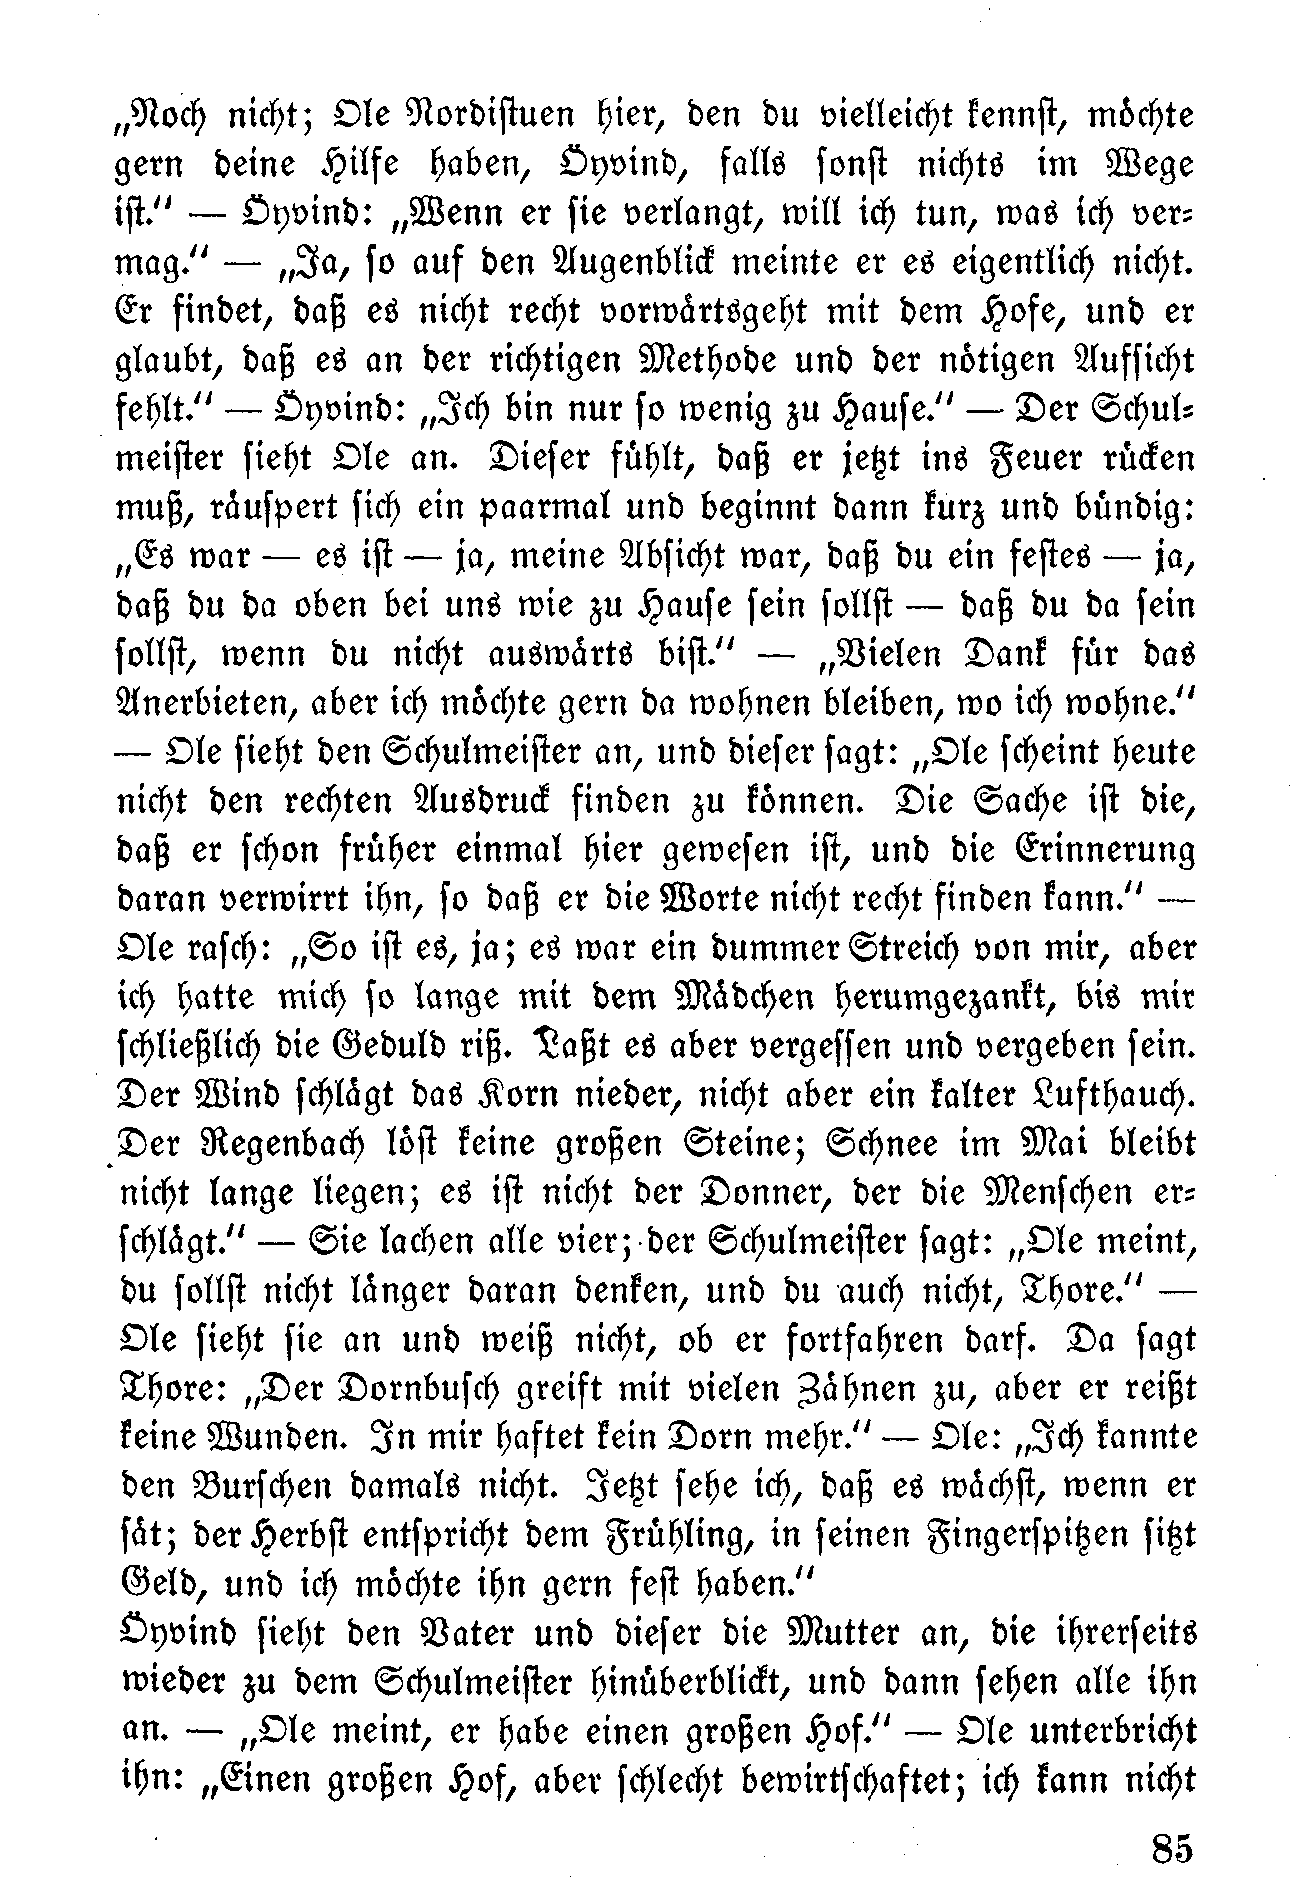 „Noch nicht; Ole Nordistuen hier, den du vielleicht kennst, möchte
gern deine Hilfe haben, Öyvind, falls sonst nichts im Wege
ist.“ — Öyvind: „Wenn er sie verlangt, will ich tun, was ich ver-
mag.“ — „Ja, so auf den Augenblick meinte er es eigentlich nicht.
Er findet, daß es nicht recht vorwärtsgeht mit dem Hofe, und er
glaubt, daß es an der richtigen Methode und der nötigen Aufsicht
fehlt.“ — Öyvind: „Ich bin nur so wenig zu Hause.“ — Der Schul-
meister sieht Ole an. Dieser fühlt, daß er jetzt ins Feuer rücken
muß, räuspert sich ein paarmal und beginnt dann kurz und bündig:
„Es war — es ist — ja, meine Absicht war, daß du ein festes — ja,
daß du da oben bei uns wie zu Hause sein sollst — daß du da sein
sollst, wenn du nicht auswärts bist.“ — „Vielen Dank für das
Anerbieten, aber ich möchte gern da wohnen bleiben, wo ich wohne.“
— Ole sieht den Schulmeister an, und dieser sagt: „Ole scheint heute
nicht den rechten Ausdruck finden zu können. Die Sache ist die,
daß er schon früher einmal hier gewesen ist, und die Erinnerung
daran verwirrt ihn, so daß er die Worte nicht recht finden kann.“ —
Ole rasch: „So ist es, ja; es war ein dummer Streich von mir, aber
ich hatte mich so lange mit dem Mädchen herumgezankt, bis mir
schließlich die Geduld riß. Laßt es aber vergessen und vergeben sein.
Der Wind schlägt das Korn nieder, nicht aber ein kalter Lufthauch.
Der Regenbach löst keine großen Steine; Schnee im Mai bleibt
nicht lange liegen; es ist nicht der Donner, der die Menschen er-
schlägt.“ — Sie lachen alle vier; der Schulmeister sagt: „Ole meint,
du sollst nicht länger daran denken, und du auch nicht, Thore.“ —
Ole sieht sie an und weiß nicht, ob er fortfahren darf. Da sagt
Thore: „Der Dornbusch greift mit vielen Zähnen zu, aber er reißt
keine Wunden. In mir haftet kein Dorn mehr.“ — Ole: „Ich kannte
den Burschen damals nicht. Jetzt sehe ich, daß es wächst, wenn er
sät; der Herbst entspricht dem Frühling, in seinen Fingerspitzen sitzt
Geld, und ich möchte ihn gern fest haben.“
Öyvind sieht den Vater und dieser die Mutter an, die ihrerseits
wieder zu dem Schulmeister hinüberblickt, und dann sehen alle ihn
an. — „Ole meint, er habe einen großen Hof.“ — Ole unterbricht
ihn: „Einen großen Hof, aber schlecht bewirtschaftet; ich kann nicht
85